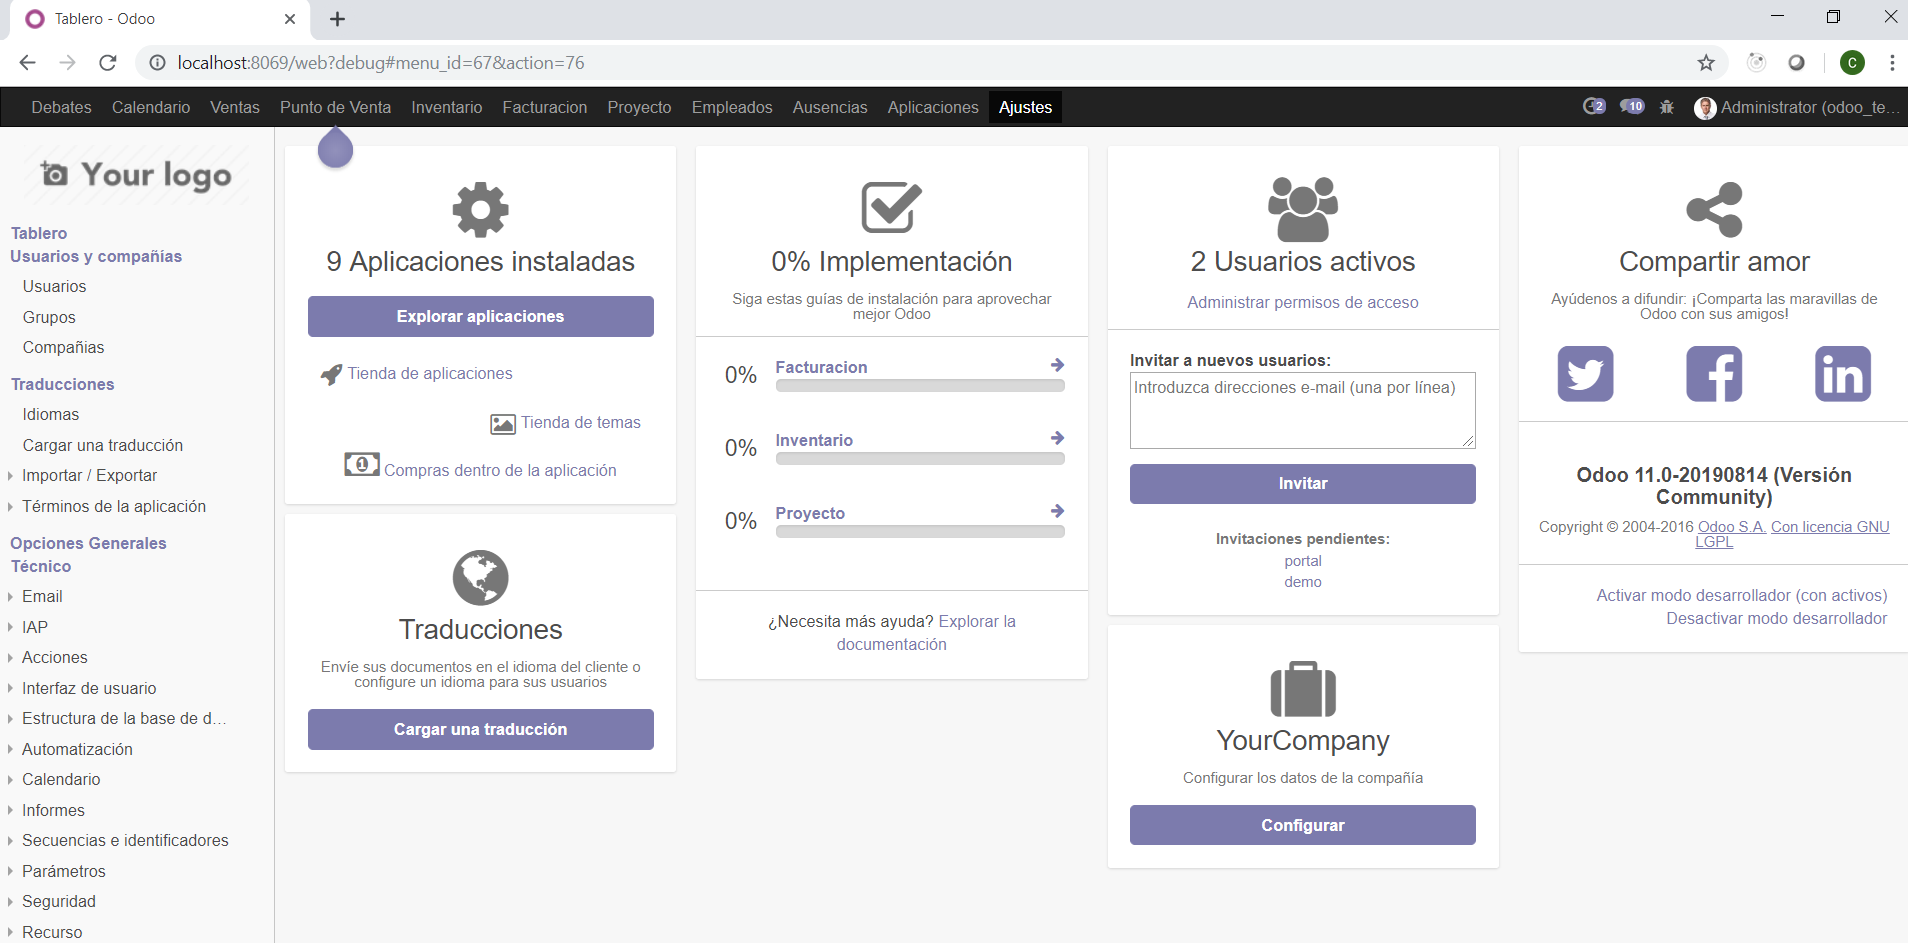 Tablero - Odoo
localhost:8069/web?debug#menu_id=67&action=76
C
Debates Calendario Ventas Punto de Venta Inventario Facturacion Proyecto Empleados Ausencias Aplicaciones Ajustes
2 10 Administrator (odoo_te...
Your logo
Tablero
Usuarios y compañías
Usuarios
Grupos
Compañias
Traducciones
Idiomas
Cargar una traducción
Importar / Exportar
Términos de la aplicación
Opciones Generales
Técnico
Email
IAP
Acciones
Interfaz de usuario
Estructura de la base de d...
Automatización
Calendario
Informes
Secuencias e identificadores
Parámetros
Seguridad
Recurso
9 Aplicaciones instaladas
Explorar aplicaciones
Tienda de aplicaciones
Tienda de temas
1
Compras dentro de la aplicación
Traducciones
Envíe sus documentos en el idioma del cliente o
configure un idioma para sus usuarios
Cargar una traducción
0% Implementación
Siga estas guías de instalación para aprovechar
mejor Odoo
0% Facturacion
0% Inventario
0% Proyecto
¿Necesita más ayuda? Explorar la
documentación
2 Usuarios activos
Administrar permisos de acceso
Invitar a nuevos usuarios:
Introduzca direcciones e-mail (una por línea)
Invitar
Invitaciones pendientes:
portal
demo
YourCompany
Configurar los datos de la compañía
Configurar
Compartir amor
Ayúdenos a difundir: ¡Comparta las maravillas de
Odoo con sus amigos!
Odoo 11.0-20190814 (Versión
Community)
Copyright © 2004-2016 Odoo S.A. Con licencia GNU
LGPL
Activar modo desarrollador (con activos)
Desactivar modo desarrollador